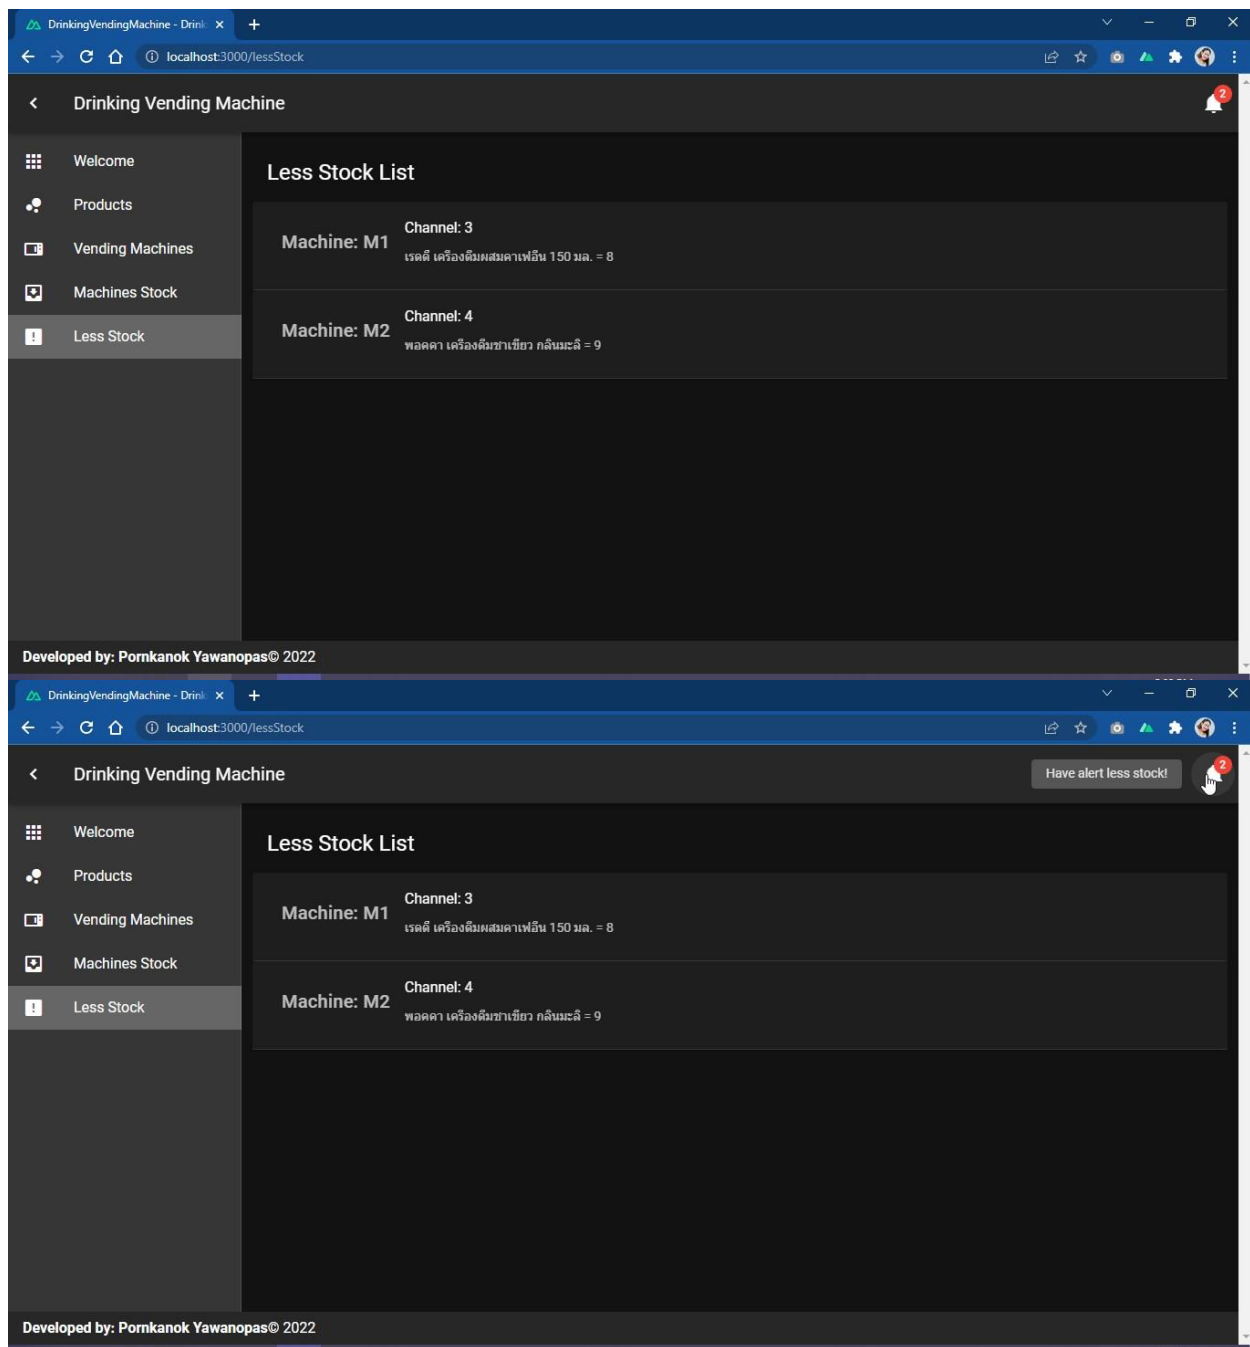 DrinkingVendingMachine - Drink
localhost:3000/lessStock
Drinking Vending Machine
2
Welcome
Products
Vending Machines
Machines Stock
Less Stock
Less Stock List
Machine: M1
Channel: 3
เรดดี เครื่องดื่มผสมคาเฟอีน 150 มล. = 8
Machine: M2
Channel: 4
พอคคา เครื่องดื่มชาเขียว กลิ่นมะลิ = 9
Developed by: Pornkanok Yawanopas© 2022
DrinkingVendingMachine - Drink
localhost:3000/lessStock
Drinking Vending Machine
Have alert less stock!
2
Welcome
Products
Vending Machines
Machines Stock
Less Stock
Less Stock List
Machine: M1
Channel: 3
เรดดี เครื่องดื่มผสมคาเฟอีน 150 มล. = 8
Machine: M2
Channel: 4
พอคคา เครื่องดื่มชาเขียว กลิ่นมะลิ = 9
Developed by: Pornkanok Yawanopas© 2022